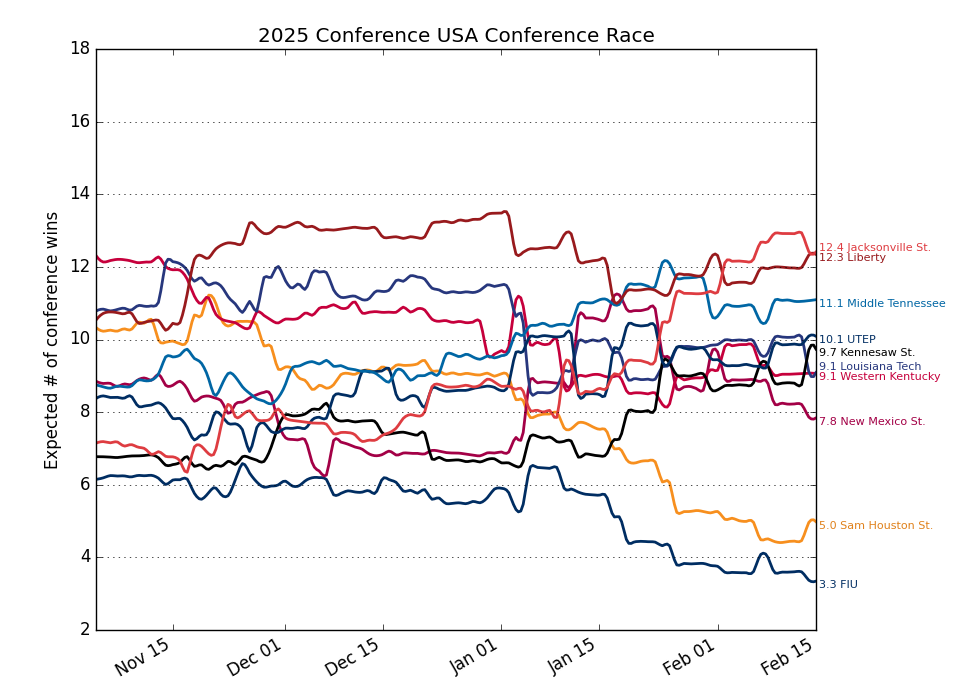 2025 Conference USA Conference Race
Expected # of conference wins
18
16
14
12
10
8
6
4
2
12.4 Jacksonville St.
12.3 Liberty
11.1 Middle Tennessee
10.1 UTEP
9.7 Kennesaw St.
9.1 Louisiana Tech
9.1 Western Kentucky
7.8 New Mexico St.
5.0 Sam Houston St.
3.3 FIU
Nov 15
Dec 01
Dec 15
Jan 01
Jan 15
Feb 01
Feb 15